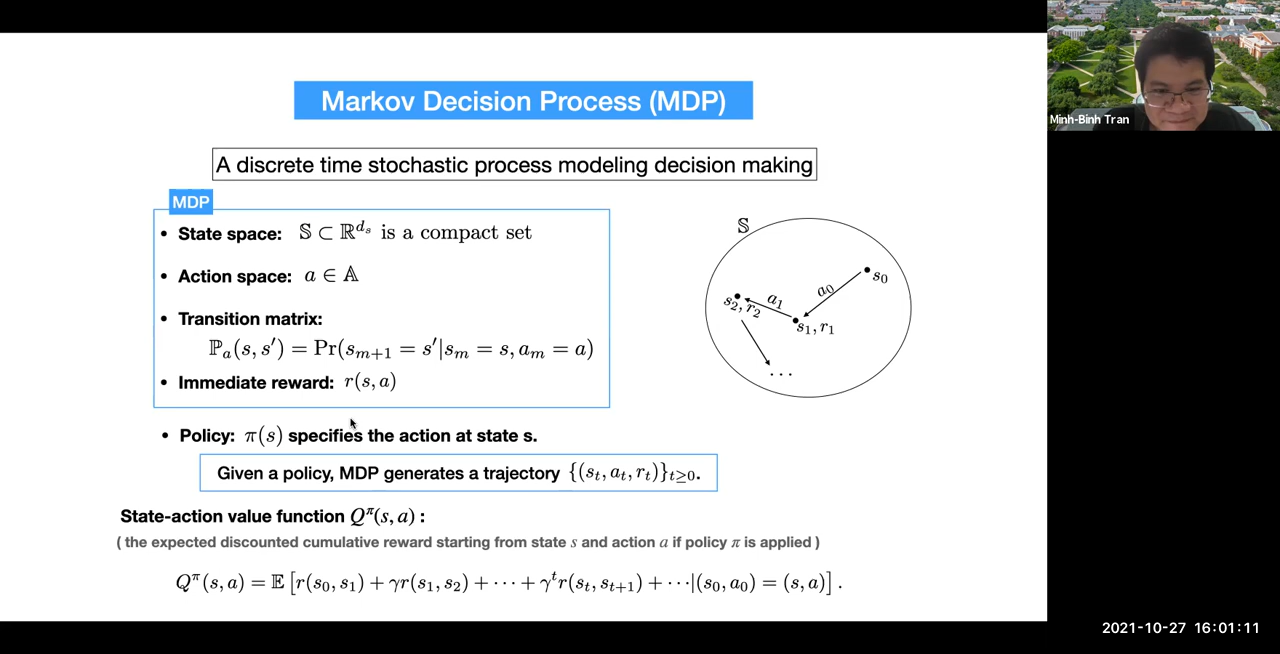 Markov Decision Process (MDP)
A discrete time stochastic process modeling decision making
MDP
• State space: 𝕊 ⊂ ℝ^{d_s} is a compact set
• Action space: a ∈ 𝔸
• Transition matrix:
ℙ_a(s, s′) = Pr(s_{m+1} = s′|s_m = s, a_m = a)
• Immediate reward: r(s, a)
𝕊
s_0
a_0
a_1
s_1, r_1
s_2, r_2
...
• Policy: π(s) specifies the action at state s.
Given a policy, MDP generates a trajectory {(s_t, a_t, r_t)}_{t≥0}.
State-action value function Q^π(s, a) :
( the expected discounted cumulative reward starting from state s and action a if policy π is applied )
Q^π(s, a) = 𝔼 [r(s_0, s_1) + γr(s_1, s_2) + ⋯ + γ^t r(s_t, s_{t+1}) + ⋯|(s_0, a_0) = (s, a)] .
Minh-Binh Tran
2021-10-27 16:01:11